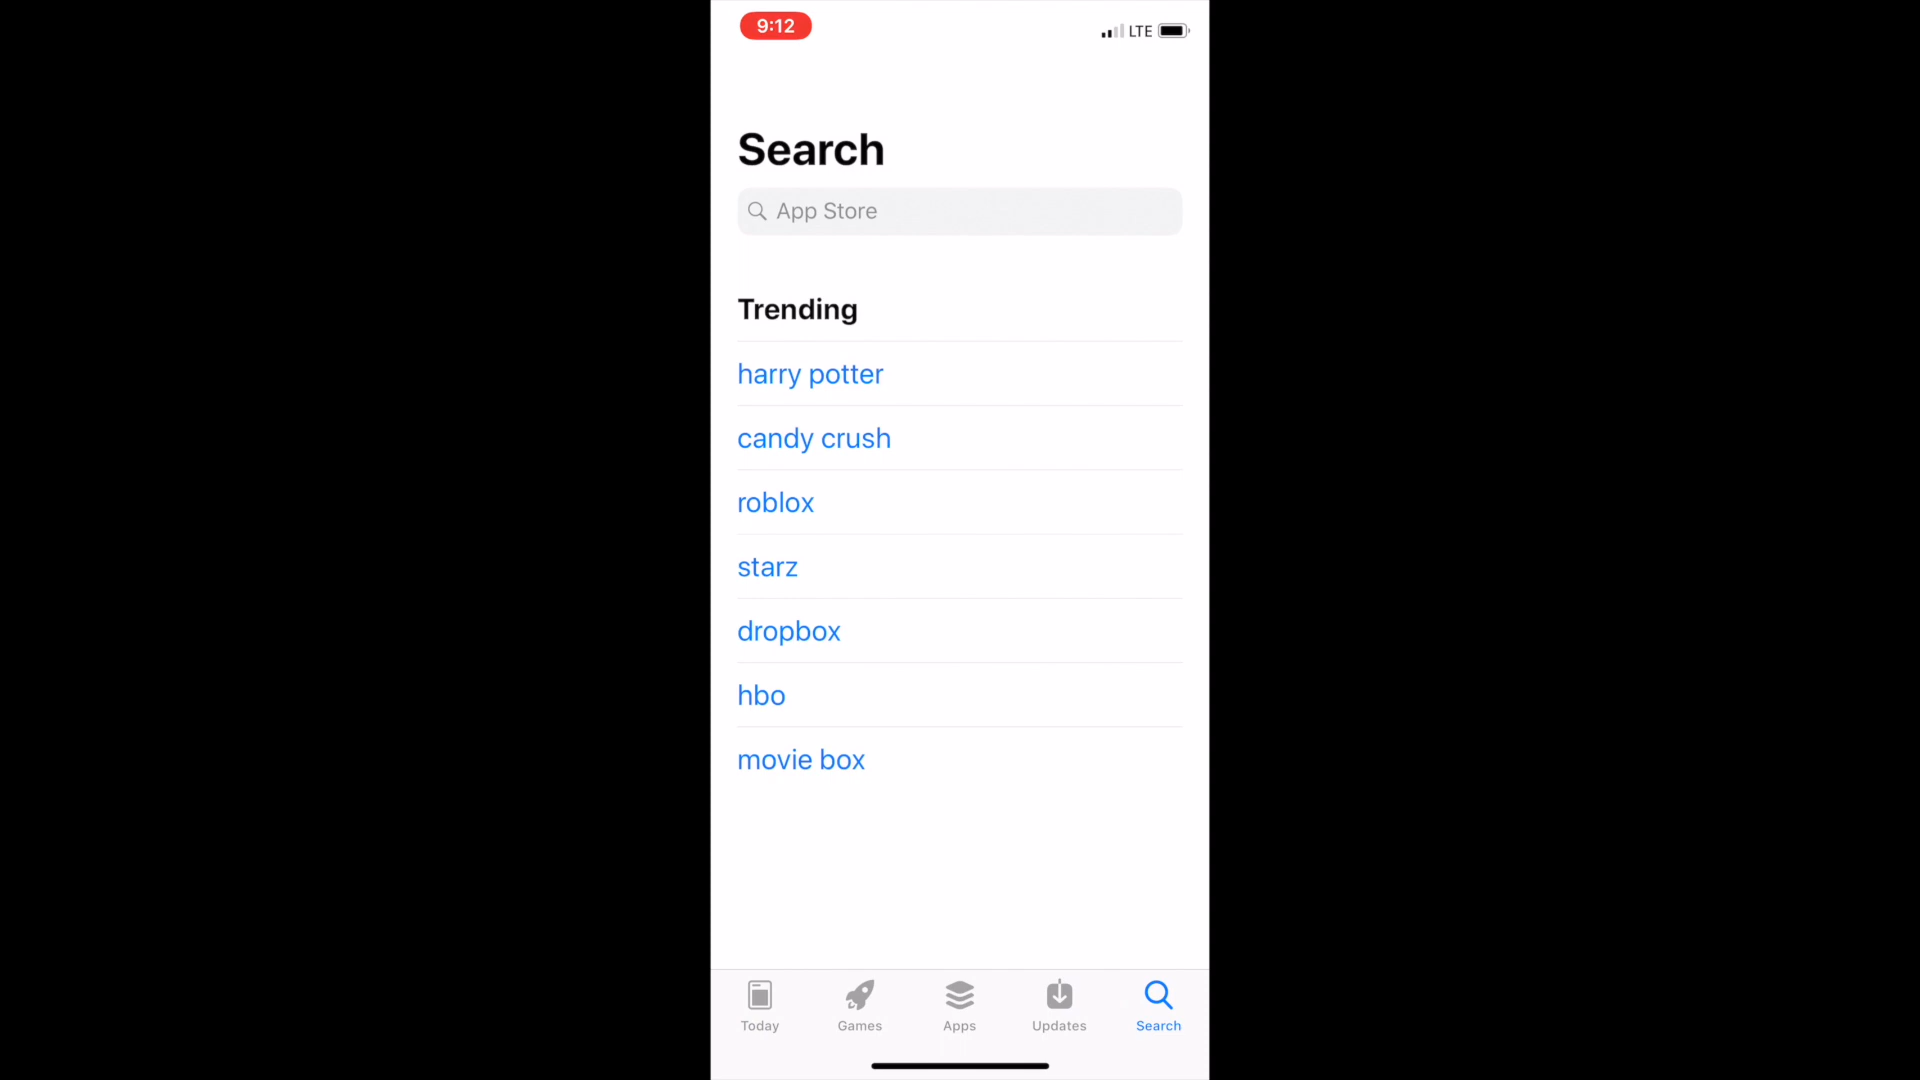 9:12
LTE
Search
App Store
Trending
harry potter
candy crush
roblox
starz
dropbox
hbo
movie box
Today
Games
Apps
Updates
Search